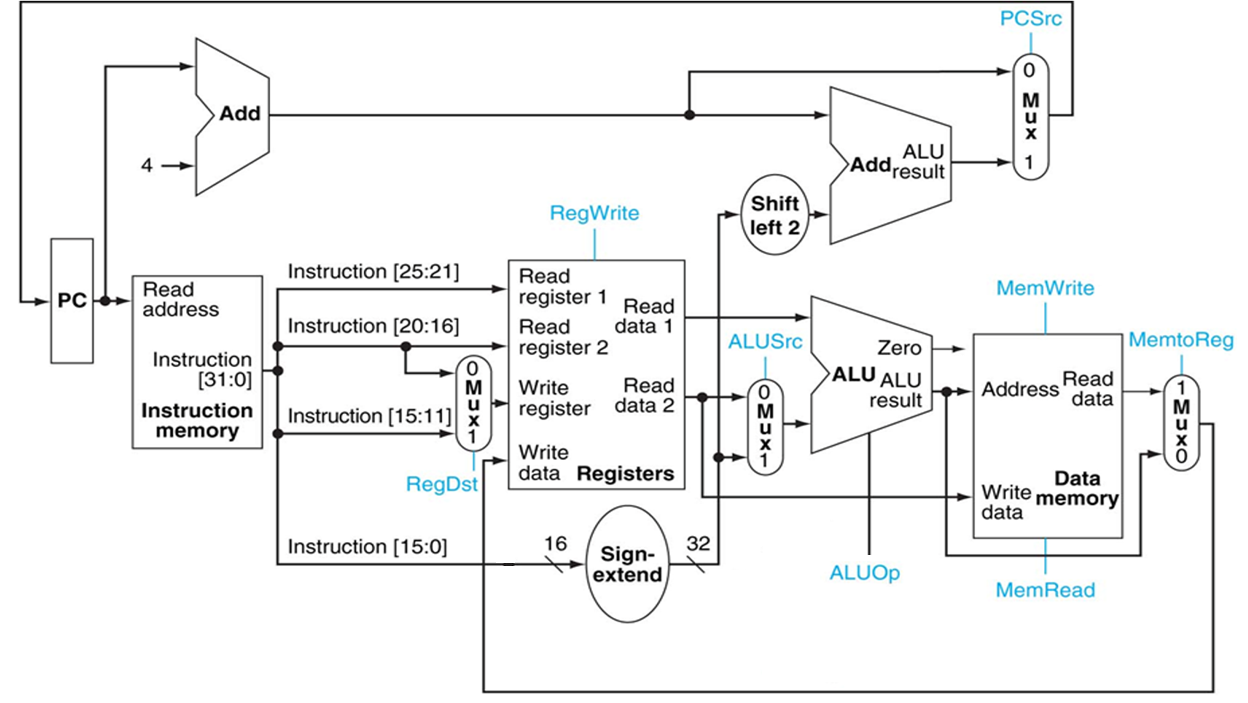 PCSrc
0
M
u
x
1
Add
4
Add
ALU
result
Shift
left 2
RegWrite
PC
Read
address
Instruction
[31:0]
Instruction
memory
Instruction [25:21]
Instruction [20:16]
Instruction [15:11]
Instruction [15:0]
0
M
u
x
1
RegDst
Read
register 1
Read
register 2
Write
register
Write
data
Read
data 1
Read
data 2
Registers
16
Sign-
extend
32
ALUSrc
0
M
u
x
1
Zero
ALU
ALU
result
ALUOp
MemWrite
Address
Read
data
Write
data
Data
memory
MemRead
MemtoReg
1
M
u
x
0